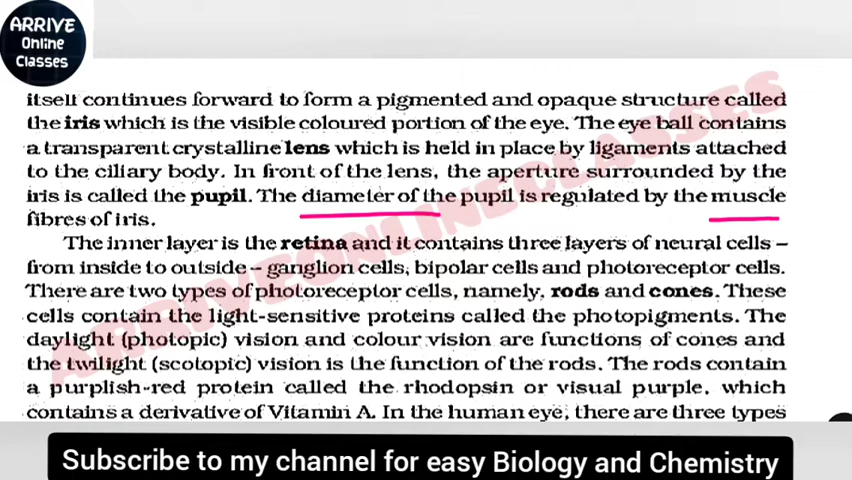 ARRIVE
Online
Classes
itself continues forward to form a pigmented and opaque structure called
the iris which is the visible coloured portion of the eye. The eye ball contains
a transparent crystalline lens which is held in place by ligaments attached
to the ciliary body. In front of the lens, the aperture surrounded by the
iris is called the pupil. The diameter of the pupil is regulated by the muscle
fibres of iris.
The inner layer is the retina and it contains three layers of neural cells –
from inside to outside – ganglion cells, bipolar cells and photoreceptor cells.
There are two types of photoreceptor cells, namely, rods and cones. These
cells contain the light-sensitive proteins called the photopigments. The
daylight (photopic) vision and colour vision are functions of cones and
the twilight (scotopic) vision is the function of the rods. The rods contain
a purplish-red protein called the rhodopsin or visual purple, which
contains a derivative of Vitamin A. In the human eye, there are three types
ARRIVE ONLINE CLASSES
Subscribe to my channel for easy Biology and Chemistry